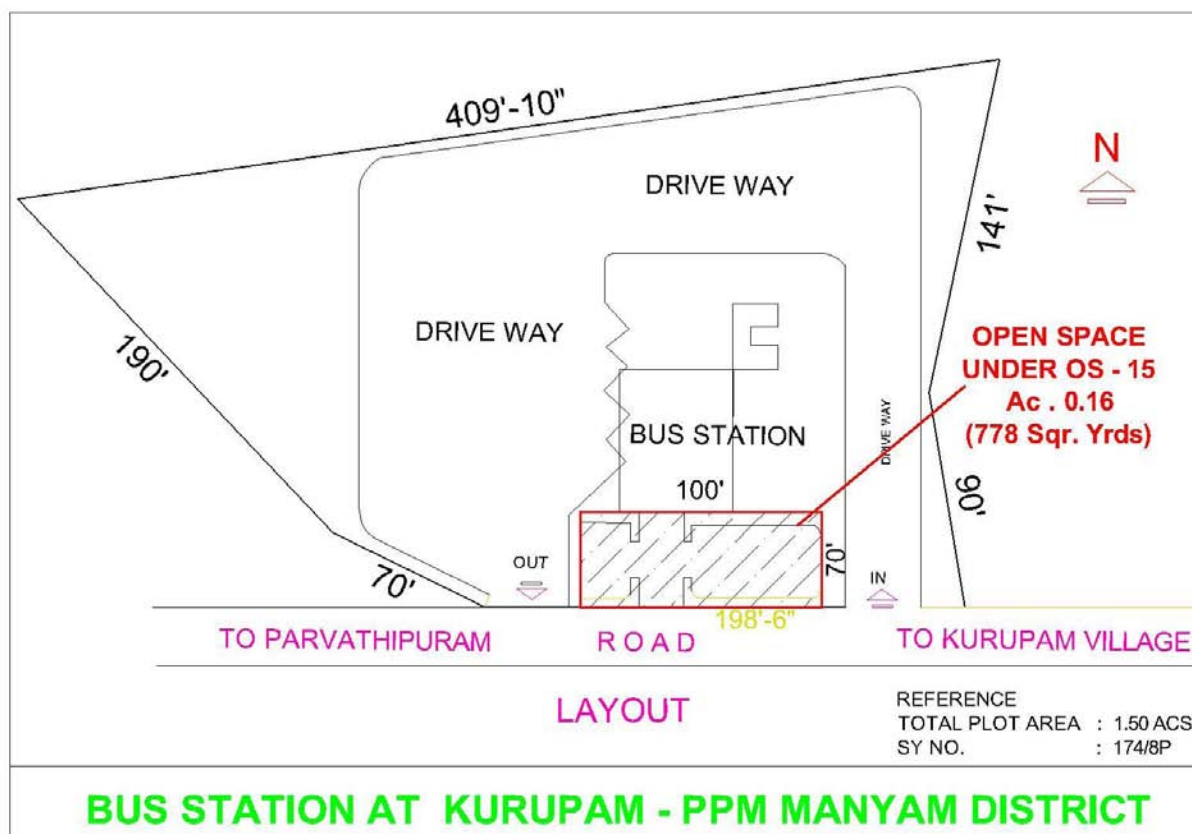 409'-10"
N
DRIVE WAY
141'
DRIVE WAY
OPEN SPACE
UNDER OS - 15
Ac . 0.16
(778 Sqr. Yrds)
190'
DRIVE WAY
BUS STATION
100'
90'
70'
OUT
70'
IN
198'-6"
TO PARVATHIPURAM
ROAD
TO KURUPAM VILLAGE
LAYOUT
REFERENCE
TOTAL PLOT AREA : 1.50 ACS
SY NO. : 174/8P
BUS STATION AT KURUPAM - PPM MANYAM DISTRICT